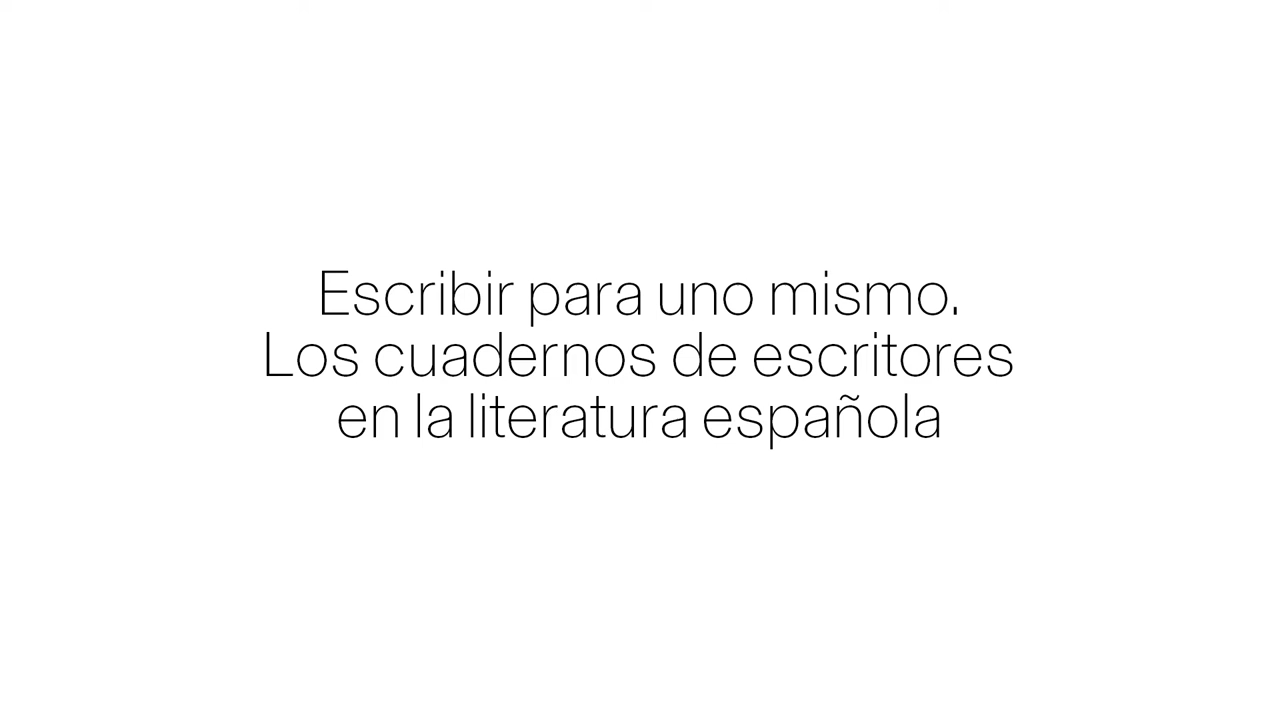 Escribir para uno mismo.
Los cuadernos de escritores
en la literatura española